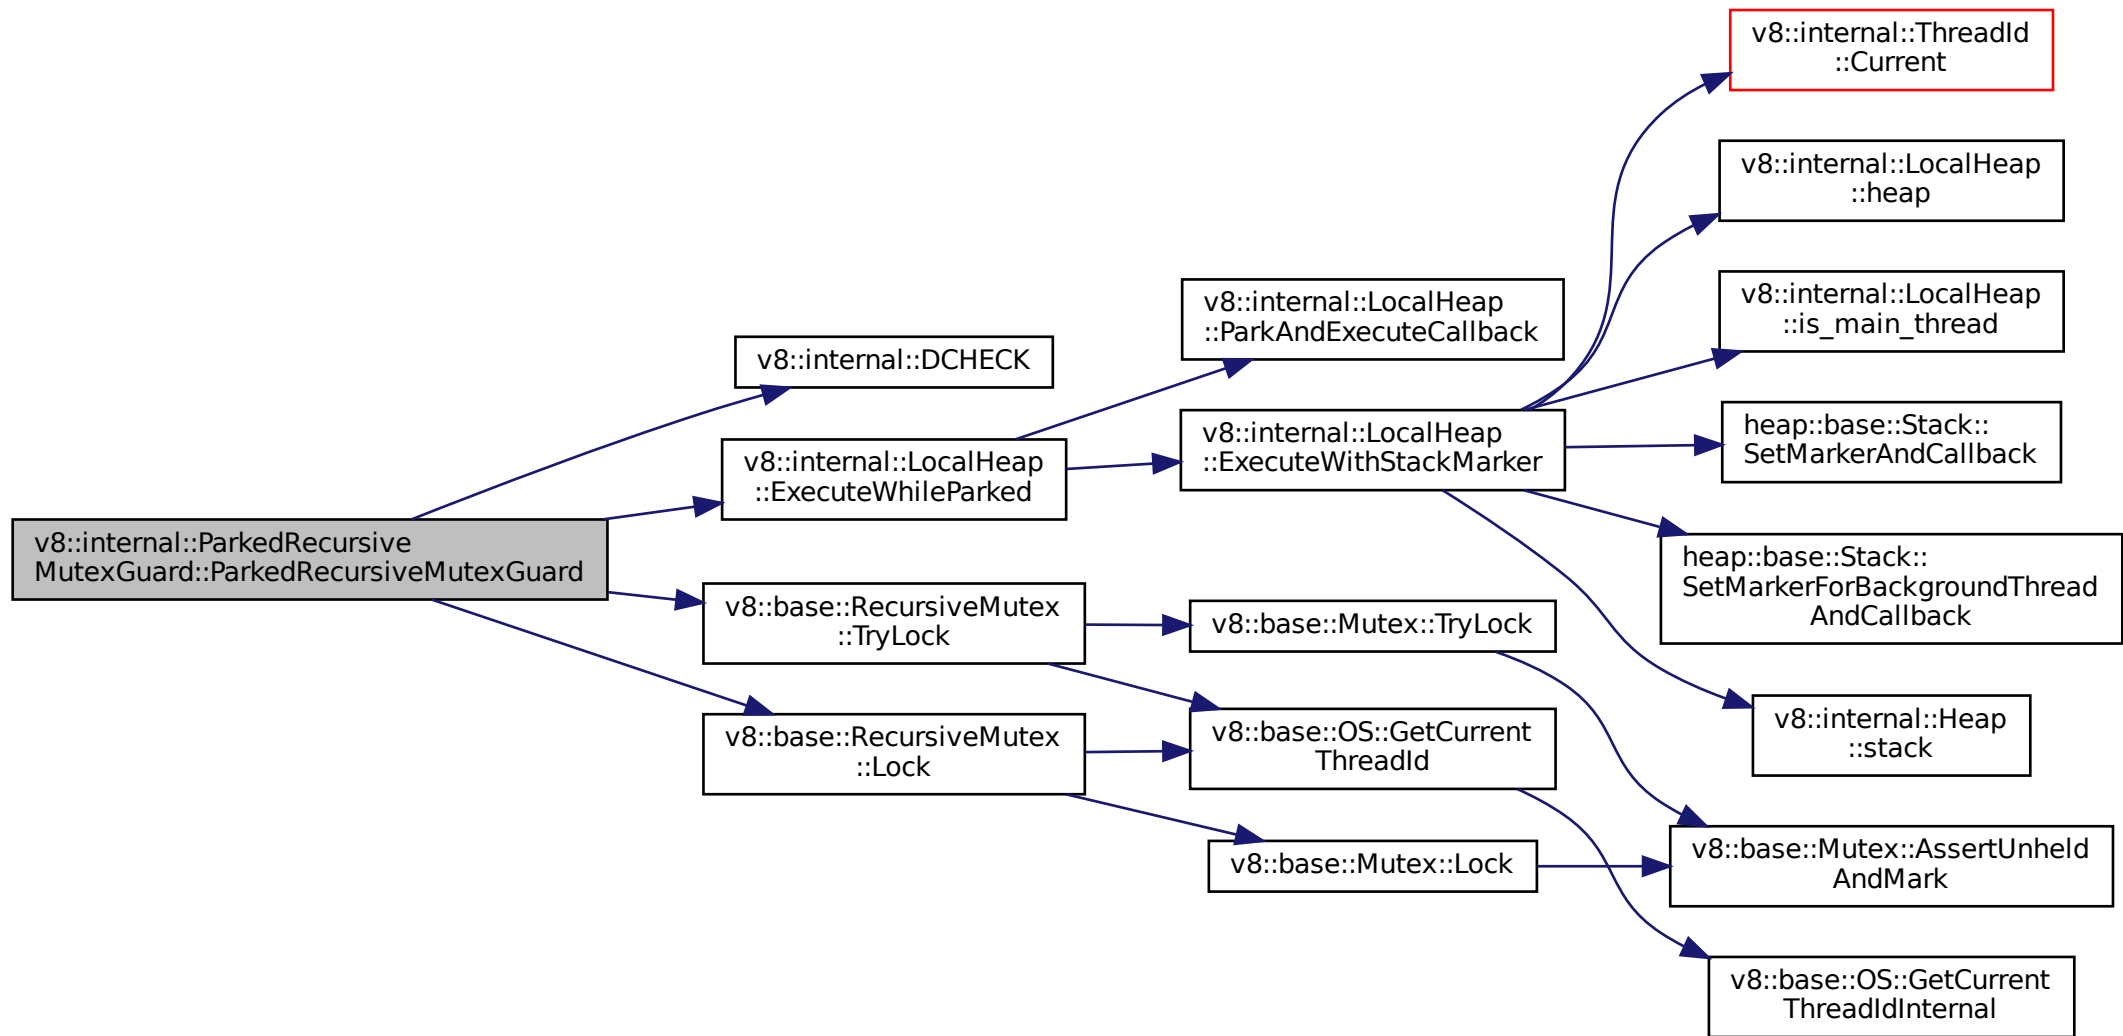 v8::internal::ParkedRecursive
MutexGuard::ParkedRecursiveMutexGuard
v8::internal::DCHECK
v8::internal::LocalHeap
::ExecuteWhileParked
v8::base::RecursiveMutex
::TryLock
v8::base::RecursiveMutex
::Lock
v8::internal::LocalHeap
::ParkAndExecuteCallback
v8::internal::LocalHeap
::ExecuteWithStackMarker
v8::base::Mutex::TryLock
v8::base::OS::GetCurrent
ThreadId
v8::base::Mutex::Lock
v8::internal::ThreadId
::Current
v8::internal::LocalHeap
::heap
v8::internal::LocalHeap
::is_main_thread
heap::base::Stack::
SetMarkerAndCallback
heap::base::Stack::
SetMarkerForBackgroundThread
AndCallback
v8::internal::Heap
::stack
v8::base::Mutex::AssertUnheld
AndMark
v8::base::OS::GetCurrent
ThreadIdInternal